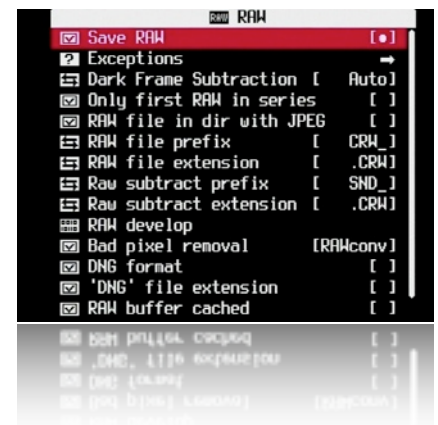 RAW RAW
Save RAW [•]
? Exceptions →
Dark Frame Subtraction [ Auto]
Only first RAW in series [ ]
RAW file in dir with JPEG [ ]
RAW file prefix [ CRW_]
RAW file extension [ .CRW]
Raw subtract prefix [ SND_]
Raw subtract extension [ .CRW]
RAW develop
Bad pixel removal [RAWconv]
DNG format [ ]
'DNG' file extension [ ]
RAW buffer cached [ ]